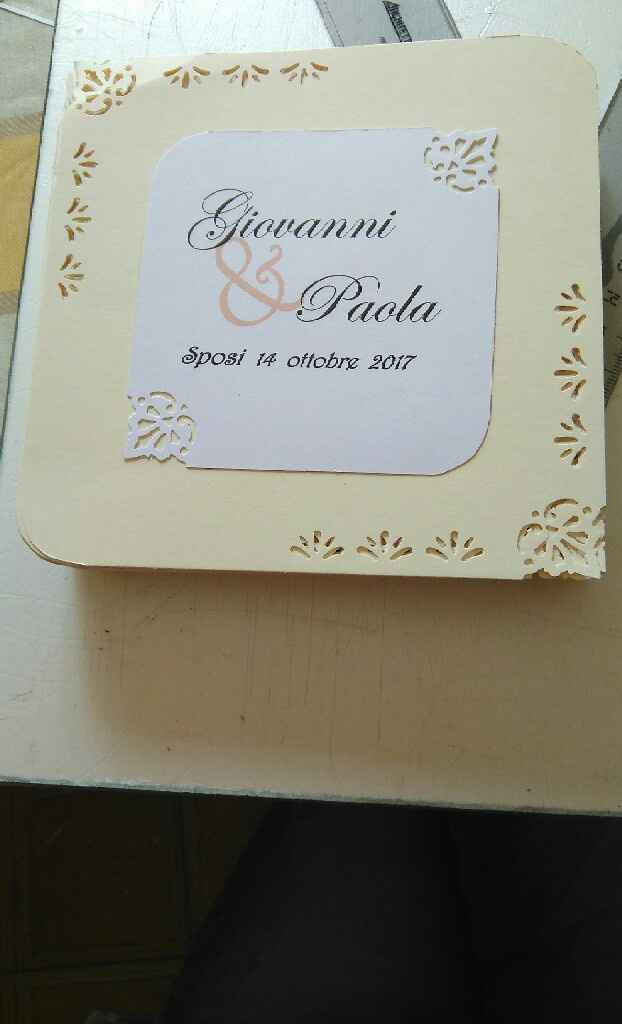 Giovanni
&
Paola
Sposi 14 ottobre 2017